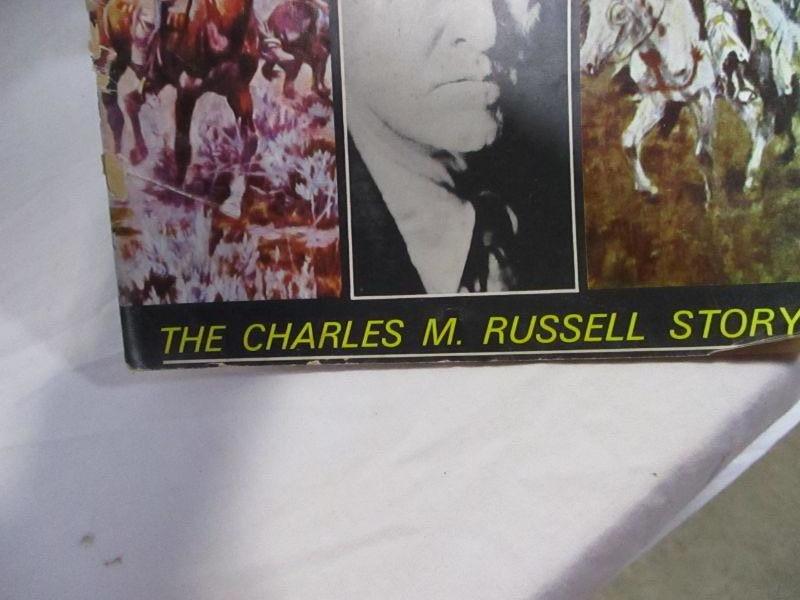 THE CHARLES M. RUSSELL STORY